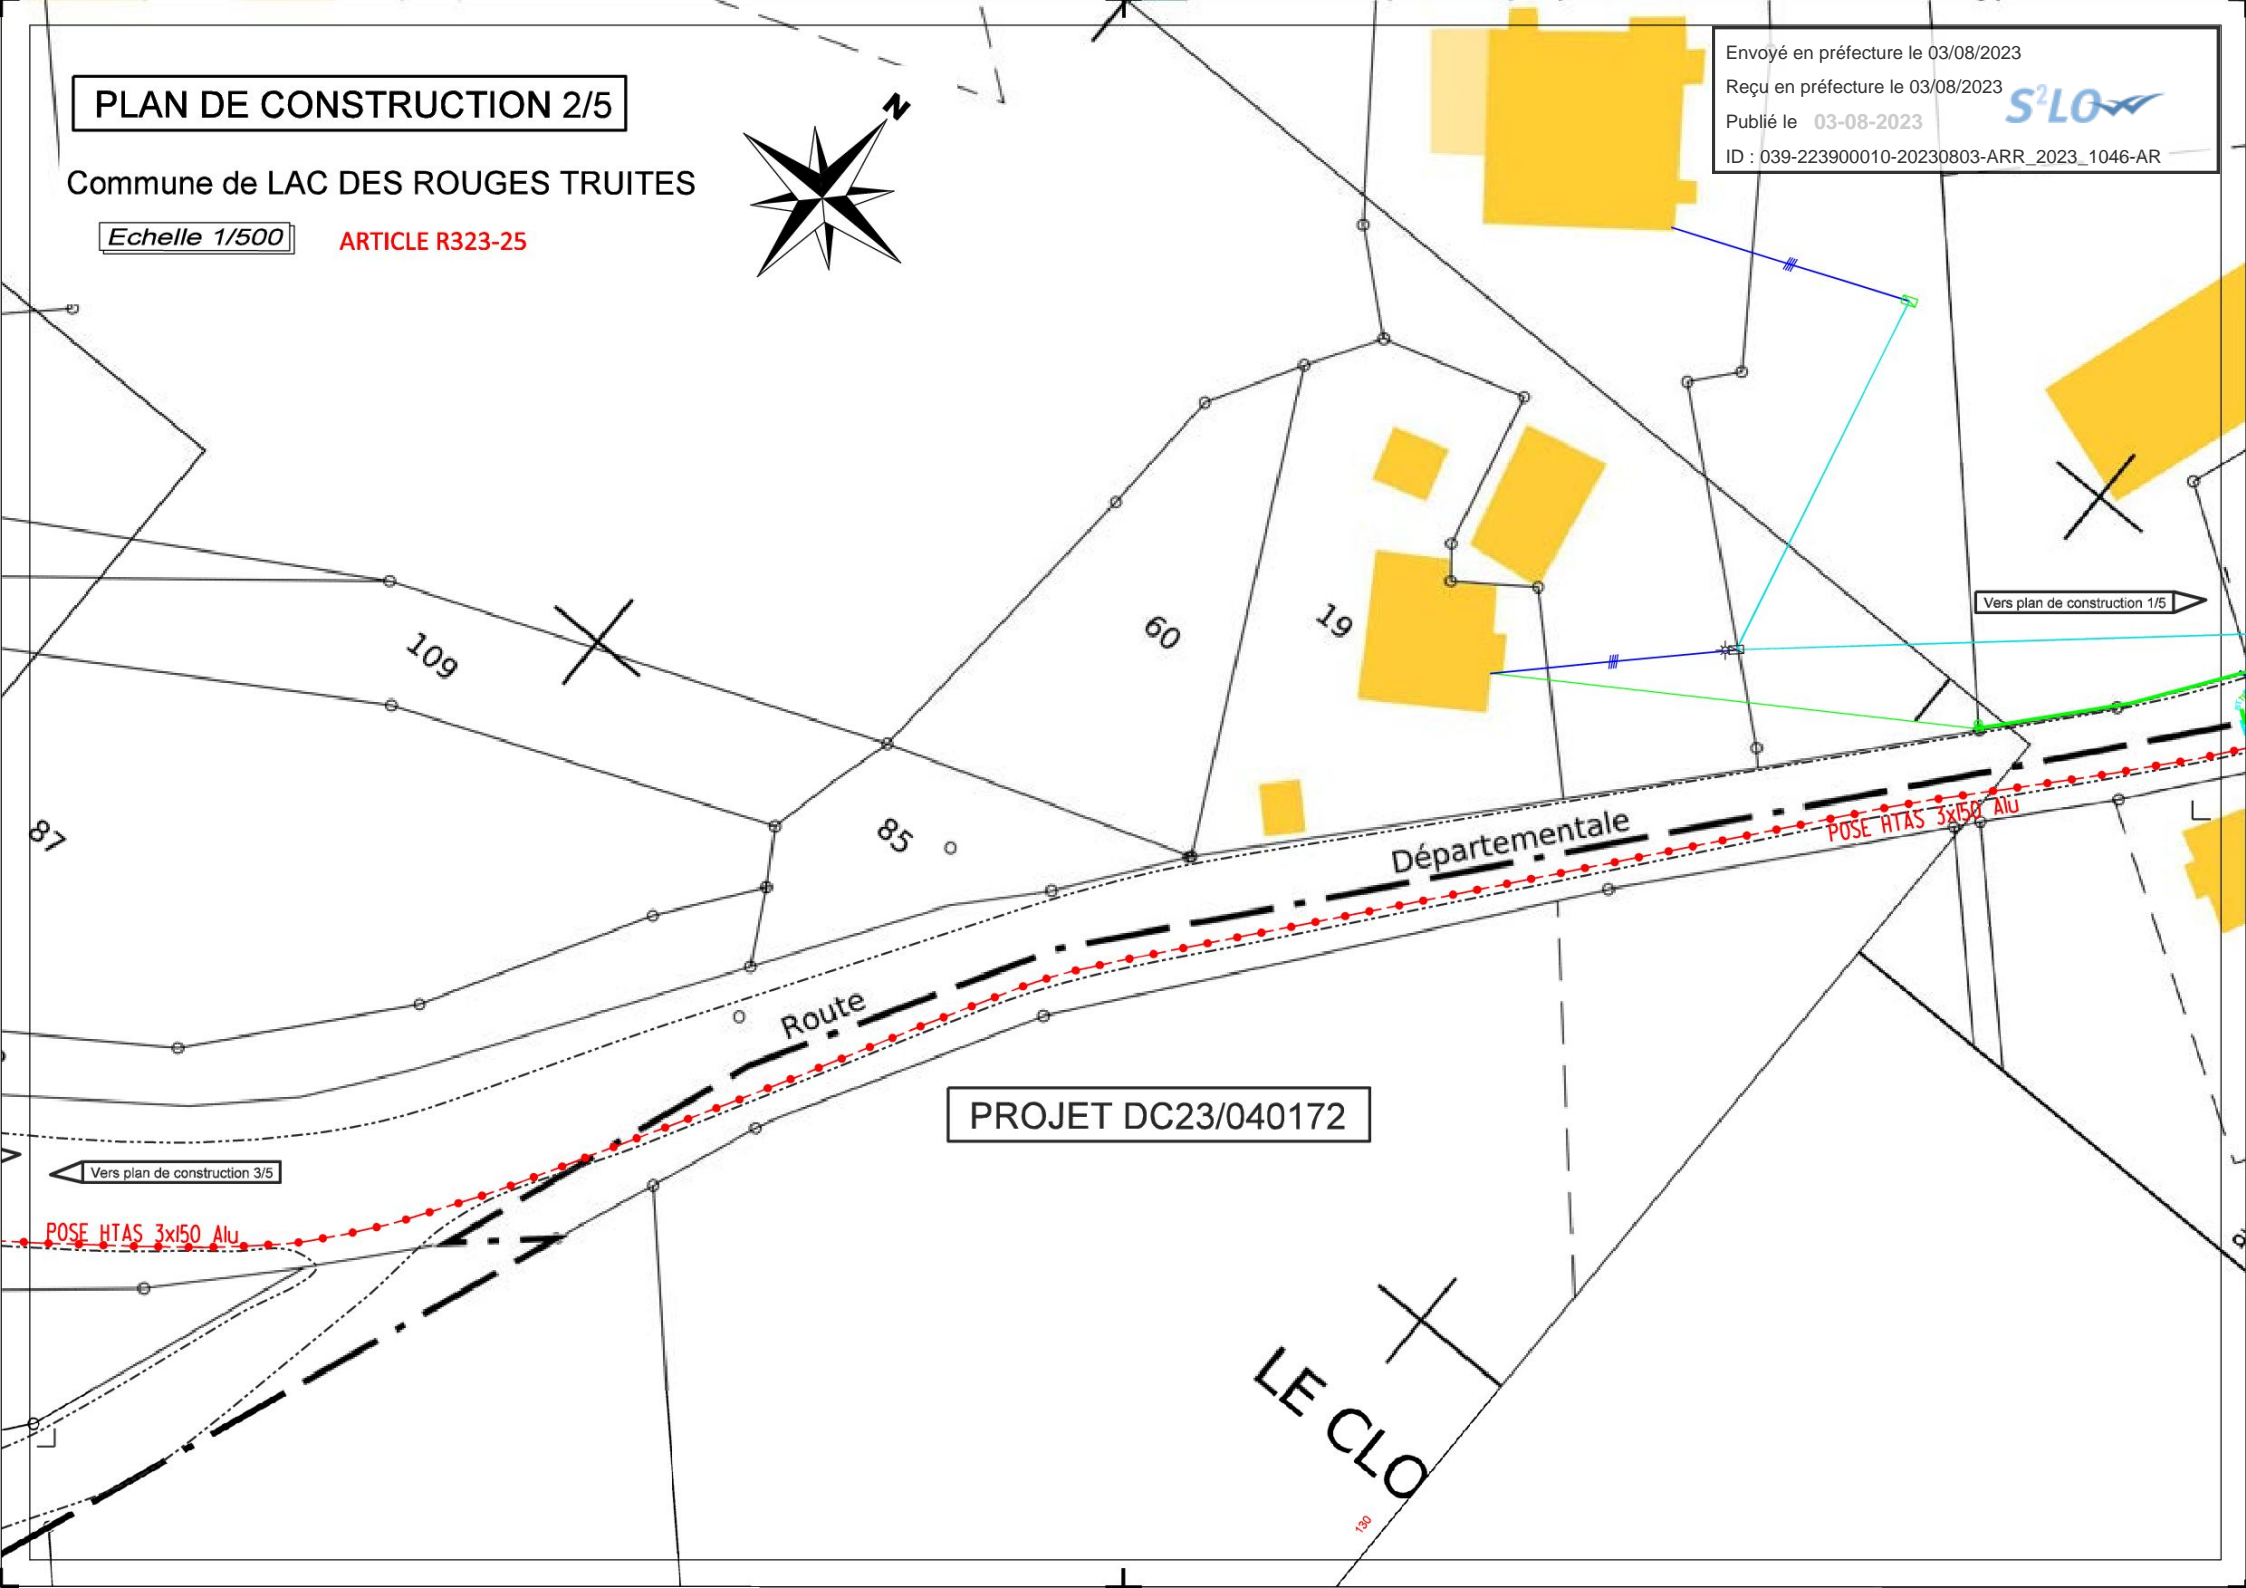 PLAN DE CONSTRUCTION 2/5
Commune de LAC DES ROUGES TRUITES
Echelle 1/500
ARTICLE R323-25
N
Envoyé en préfecture le 03/08/2023
Reçu en préfecture le 03/08/2023
S²LO
Publié le 03-08-2023
ID : 039-223900010-20230803-ARR_2023_1046-AR
Vers plan de construction 1/5
109
60
19
87
85
Départementale
POSE HTAS 3x150 Alu
Route
PROJET DC23/040172
Vers plan de construction 3/5
POSE HTAS 3x150 Alu
LE CLO
130